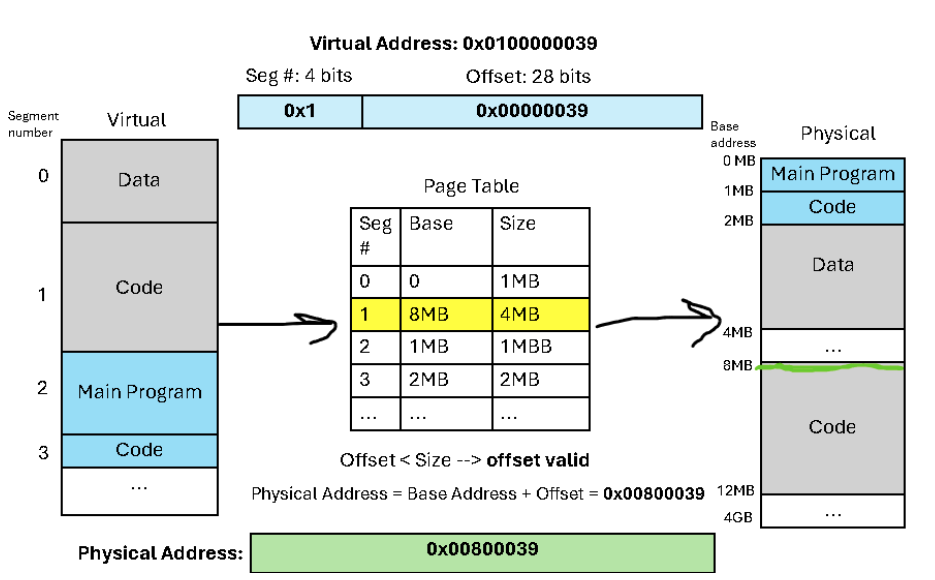 Virtual Address: 0x0100000039
Seg #: 4 bits
Offset: 28 bits
0x1
0x00000039
Segment
number
Virtual
0
Data
1
Code
2
Main Program
3
Code
...
Page Table
Seg # Base Size
0 0 1MB
1 8MB 4MB
2 1MB 1MBB
3 2MB 2MB
... ... ...
Offset < Size --> offset valid
Physical Address = Base Address + Offset = 0x00800039
Base
address
Physical
0 MB
Main Program
1MB
Code
2MB
Data
4MB
...
8MB
Code
12MB
4GB
...
Physical Address:
0x00800039